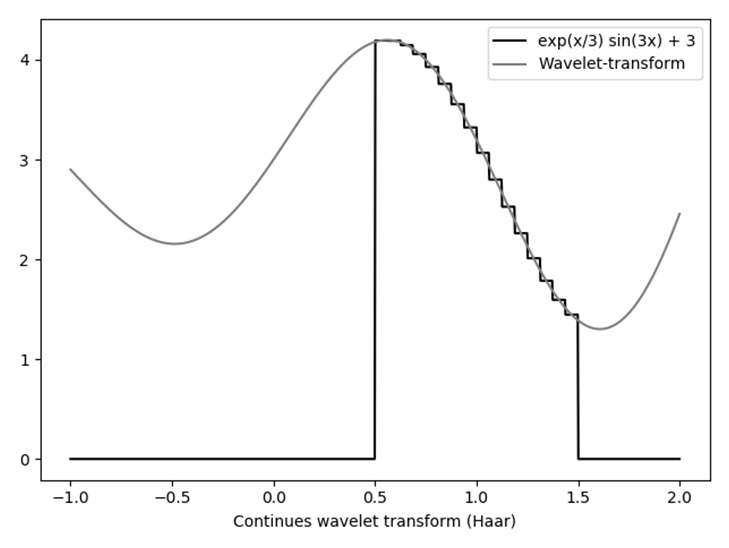 exp(x/3) sin(3x) + 3
Wavelet-transform
4
3
2
1
0
−1.0 −0.5 0.0 0.5 1.0 1.5 2.0
Continues wavelet transform (Haar)